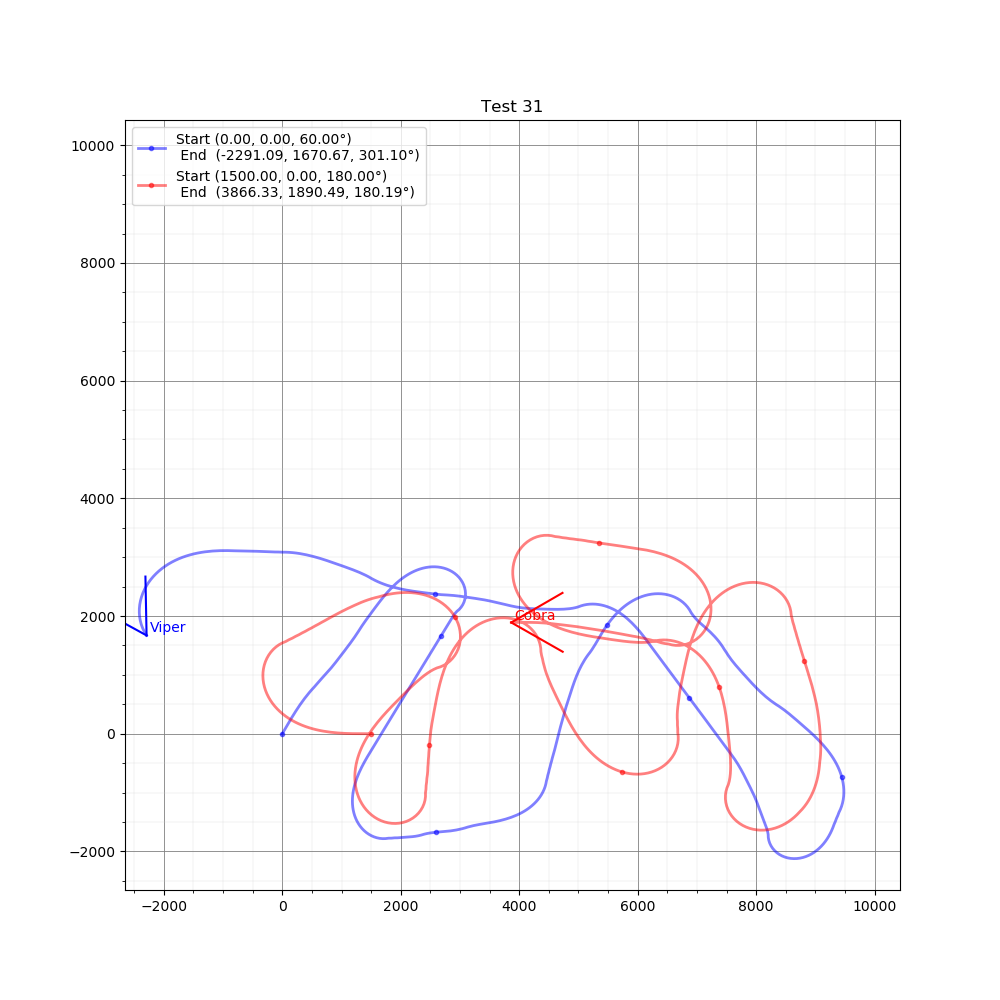 Test 31
Start (0.00, 0.00, 60.00°)
End (-2291.09, 1670.67, 301.10°)
Start (1500.00, 0.00, 180.00°)
End (3866.33, 1890.49, 180.19°)
10000
8000
6000
4000
2000
0
−2000
Cobra
Viper
−2000 0 2000 4000 6000 8000 10000